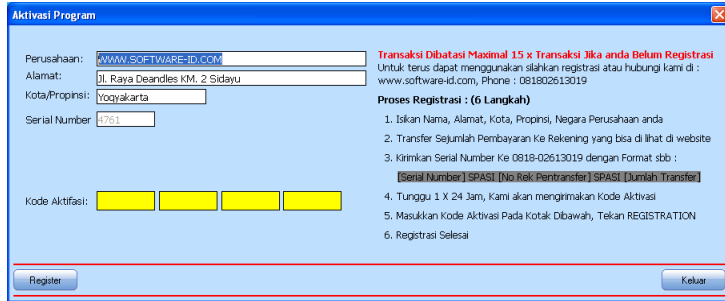 Aktivasi Program
Perusahaan: WWW.SOFTWARE-ID.COM
Alamat: Jl. Raya Deandles KM. 2 Sidayu
Kota/Propinsi: Yogyakarta
Serial Number 4761
Kode Aktifasi:
Transaksi Dibatasi Maximal 15 x Transaksi Jika anda Belum Registrasi
Untuk terus dapat menggunakan silahkan registrasi atau hubungi kami di :
www.software-id.com, Phone : 081802613019
Proses Registrasi : (6 Langkah)
1. Isikan Nama, Alamat, Kota, Propinsi, Negara Perusahaan anda
2. Transfer Sejumlah Pembayaran Ke Rekening yang bisa di lihat di website
3. Kirimkan Serial Number Ke 0818-02613019 dengan Format sbb :
[Serial Number] SPASI [No Rek Pentransfer] SPASI [Jumlah Transfer]
4. Tunggu 1 X 24 Jam, Kami akan mengirimakan Kode Aktivasi
5. Masukkan Kode Aktivasi Pada Kotak Dibawah, Tekan REGISTRATION
6. Registrasi Selesai
Register
Keluar